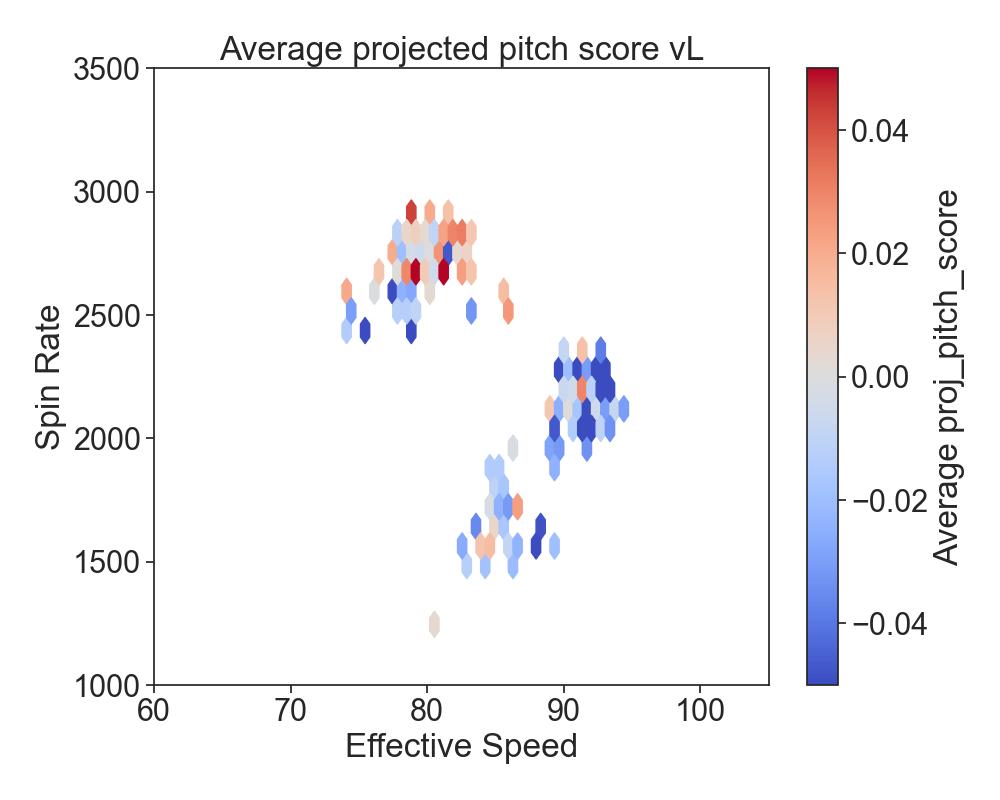 Average projected pitch score vL
3500
3000
2500
2000
1500
1000
Spin Rate
60 70 80 90 100
Effective Speed
0.04
0.02
0.00
−0.02
−0.04
Average proj_pitch_score